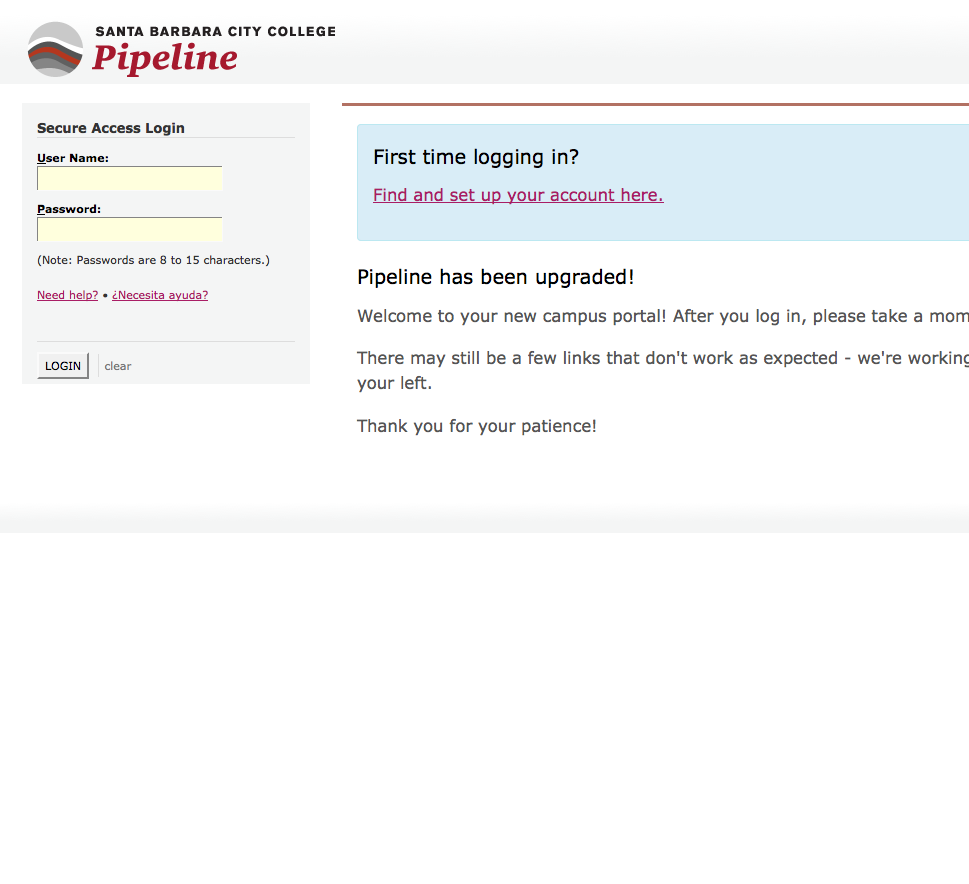 SANTA BARBARA CITY COLLEGE
Pipeline
Secure Access Login
User Name:
Password:
(Note: Passwords are 8 to 15 characters.)
Need help? • ¿Necesita ayuda?
LOGIN clear
First time logging in?
Find and set up your account here.
Pipeline has been upgraded!
Welcome to your new campus portal! After you log in, please take a mom
There may still be a few links that don't work as expected - we're working
your left.
Thank you for your patience!